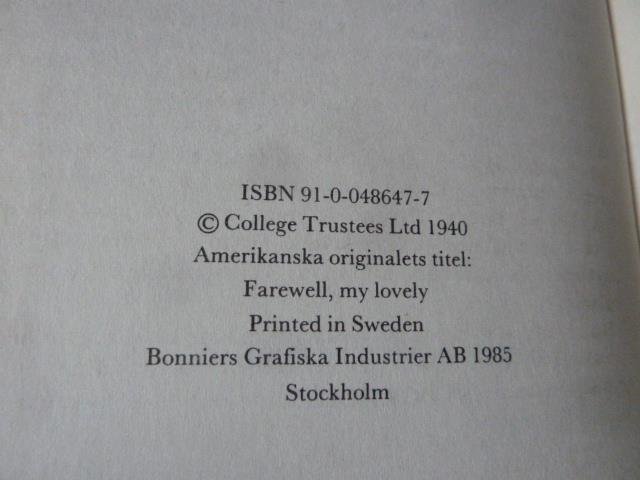 ISBN 91-0-048647-7
© College Trustees Ltd 1940
Amerikanska originalets titel:
Farewell, my lovely
Printed in Sweden
Bonniers Grafiska Industrier AB 1985
Stockholm